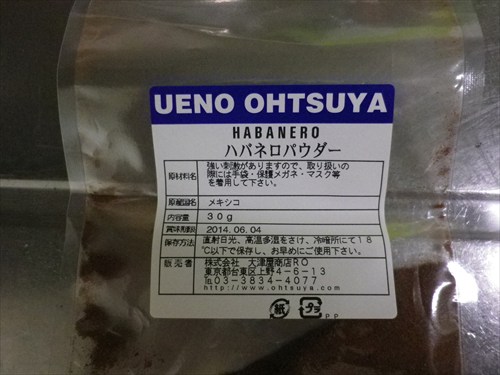 UENO OHTSUYA
HABANERO
ハバネロパウダー
原材料名 強い刺激がありますので、取り扱いの
際には手袋・保護メガネ・マスク等
を着用して下さい。
原産国名 メキシコ
内容量 30g
賞味期限 2014.06.04
保存方法 直射日光、高温多湿をさけ、冷暗所にて18
℃以下で保存し、お早めにご使用下さい。
販売者 株式会社 大津屋商店RO
東京都台東区上野4-6-13
℡03-3834-4077
http://www.ohtsuya.com
紙 プラ
PP